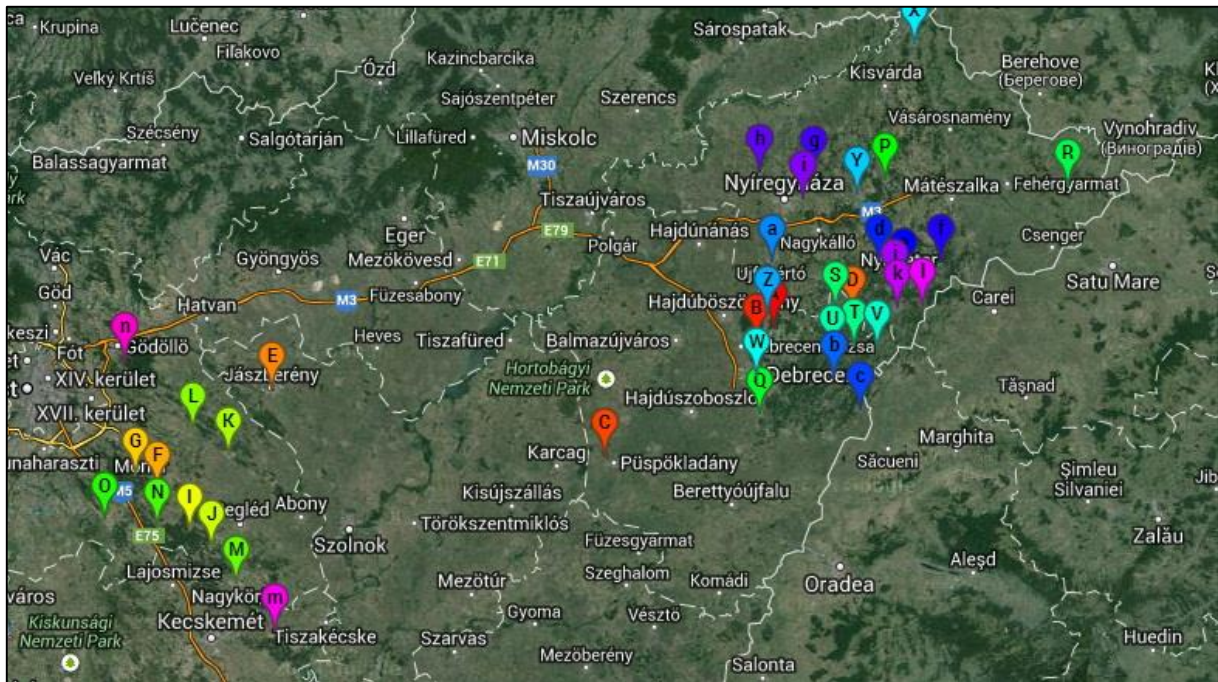 X
Lučenec
Krupina
Fiľakovo
Sárospatak
Kazincbarcika
Berehove
Ózd
(Берегове)
Veľký Krtíš
Kisvárda
Sajószentpéter
Szerencs
Szécsény
Vásárosnamény
Vynohradiv
Salgótarján
Lillafüred
Miskolc
(Виноградів)
Balassagyarmat
h
g
P
R
i
Y
M30
Nyíregyháza
Mátészalka
Fehérgyarmat
Tiszaújváros
M3
Eger
E79
a
d
f
Hajdúnánás
Nagykálló
Csenger
Vác
Polgár
Mezőkövesd
E71
Gyöngyös
k
l
Göd
Z
S
D
Satu Mare
Füzesabony
M3
Hatvan
B
Carei
n
U
T
V
Fót
Gödöllő
Heves
Tiszafüred
Balmazújváros
W
E
b
XIV. kerület
Jászberény
Hortobágyi
Nemzeti Park
Q
c
Tășnad
L
XVII. kerület
Hajdúszoboszló
K
C
Marghita
G
F
Karcag
Püspökladány
Săcueni
Șimleu
Silvaniei
O
M5
N
I
J
Abony
Kisújszállás
Berettyóújfalu
Törökszentmiklós
E75
Szolnok
Füzesgyarmat
Zalău
M
Aleşd
Lajosmizse
Mezőtúr
Szeghalom
Komádi
Oradea
m
Gyoma
Vésztő
Kecskemét
Tiszakécske
Kiskunsági
Nemzeti Park
Szarvas
Huedin
Mezőberény
Salonta